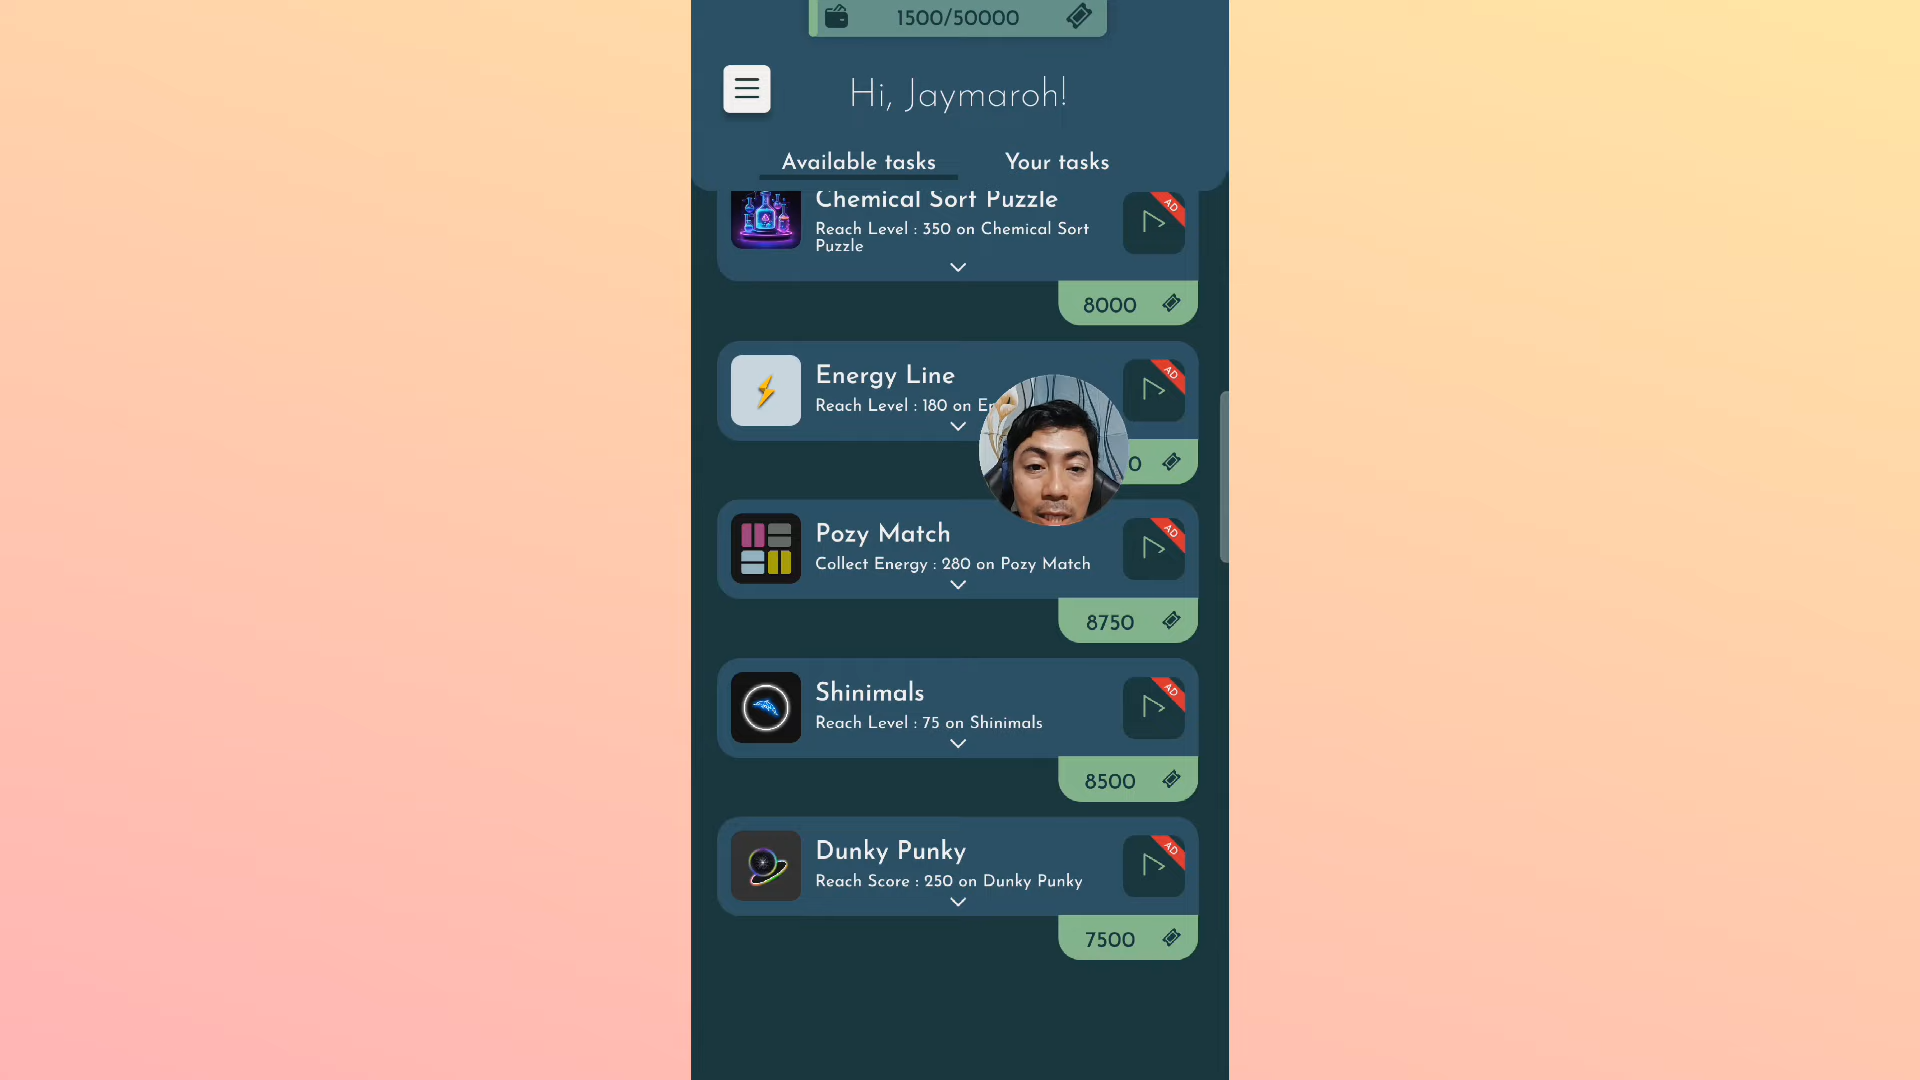 1500/50000
Hi, Jaymaroh!
Available tasks
Your tasks
Chemical Sort Puzzle
Reach Level : 350 on Chemical Sort
Puzzle
AD
8000
Energy Line
Reach Level : 180 on
AD
Pozy Match
Collect Energy : 280 on Pozy Match
AD
8750
Shinimals
Reach Level : 75 on Shinimals
AD
8500
Dunky Punky
Reach Score : 250 on Dunky Punky
AD
7500